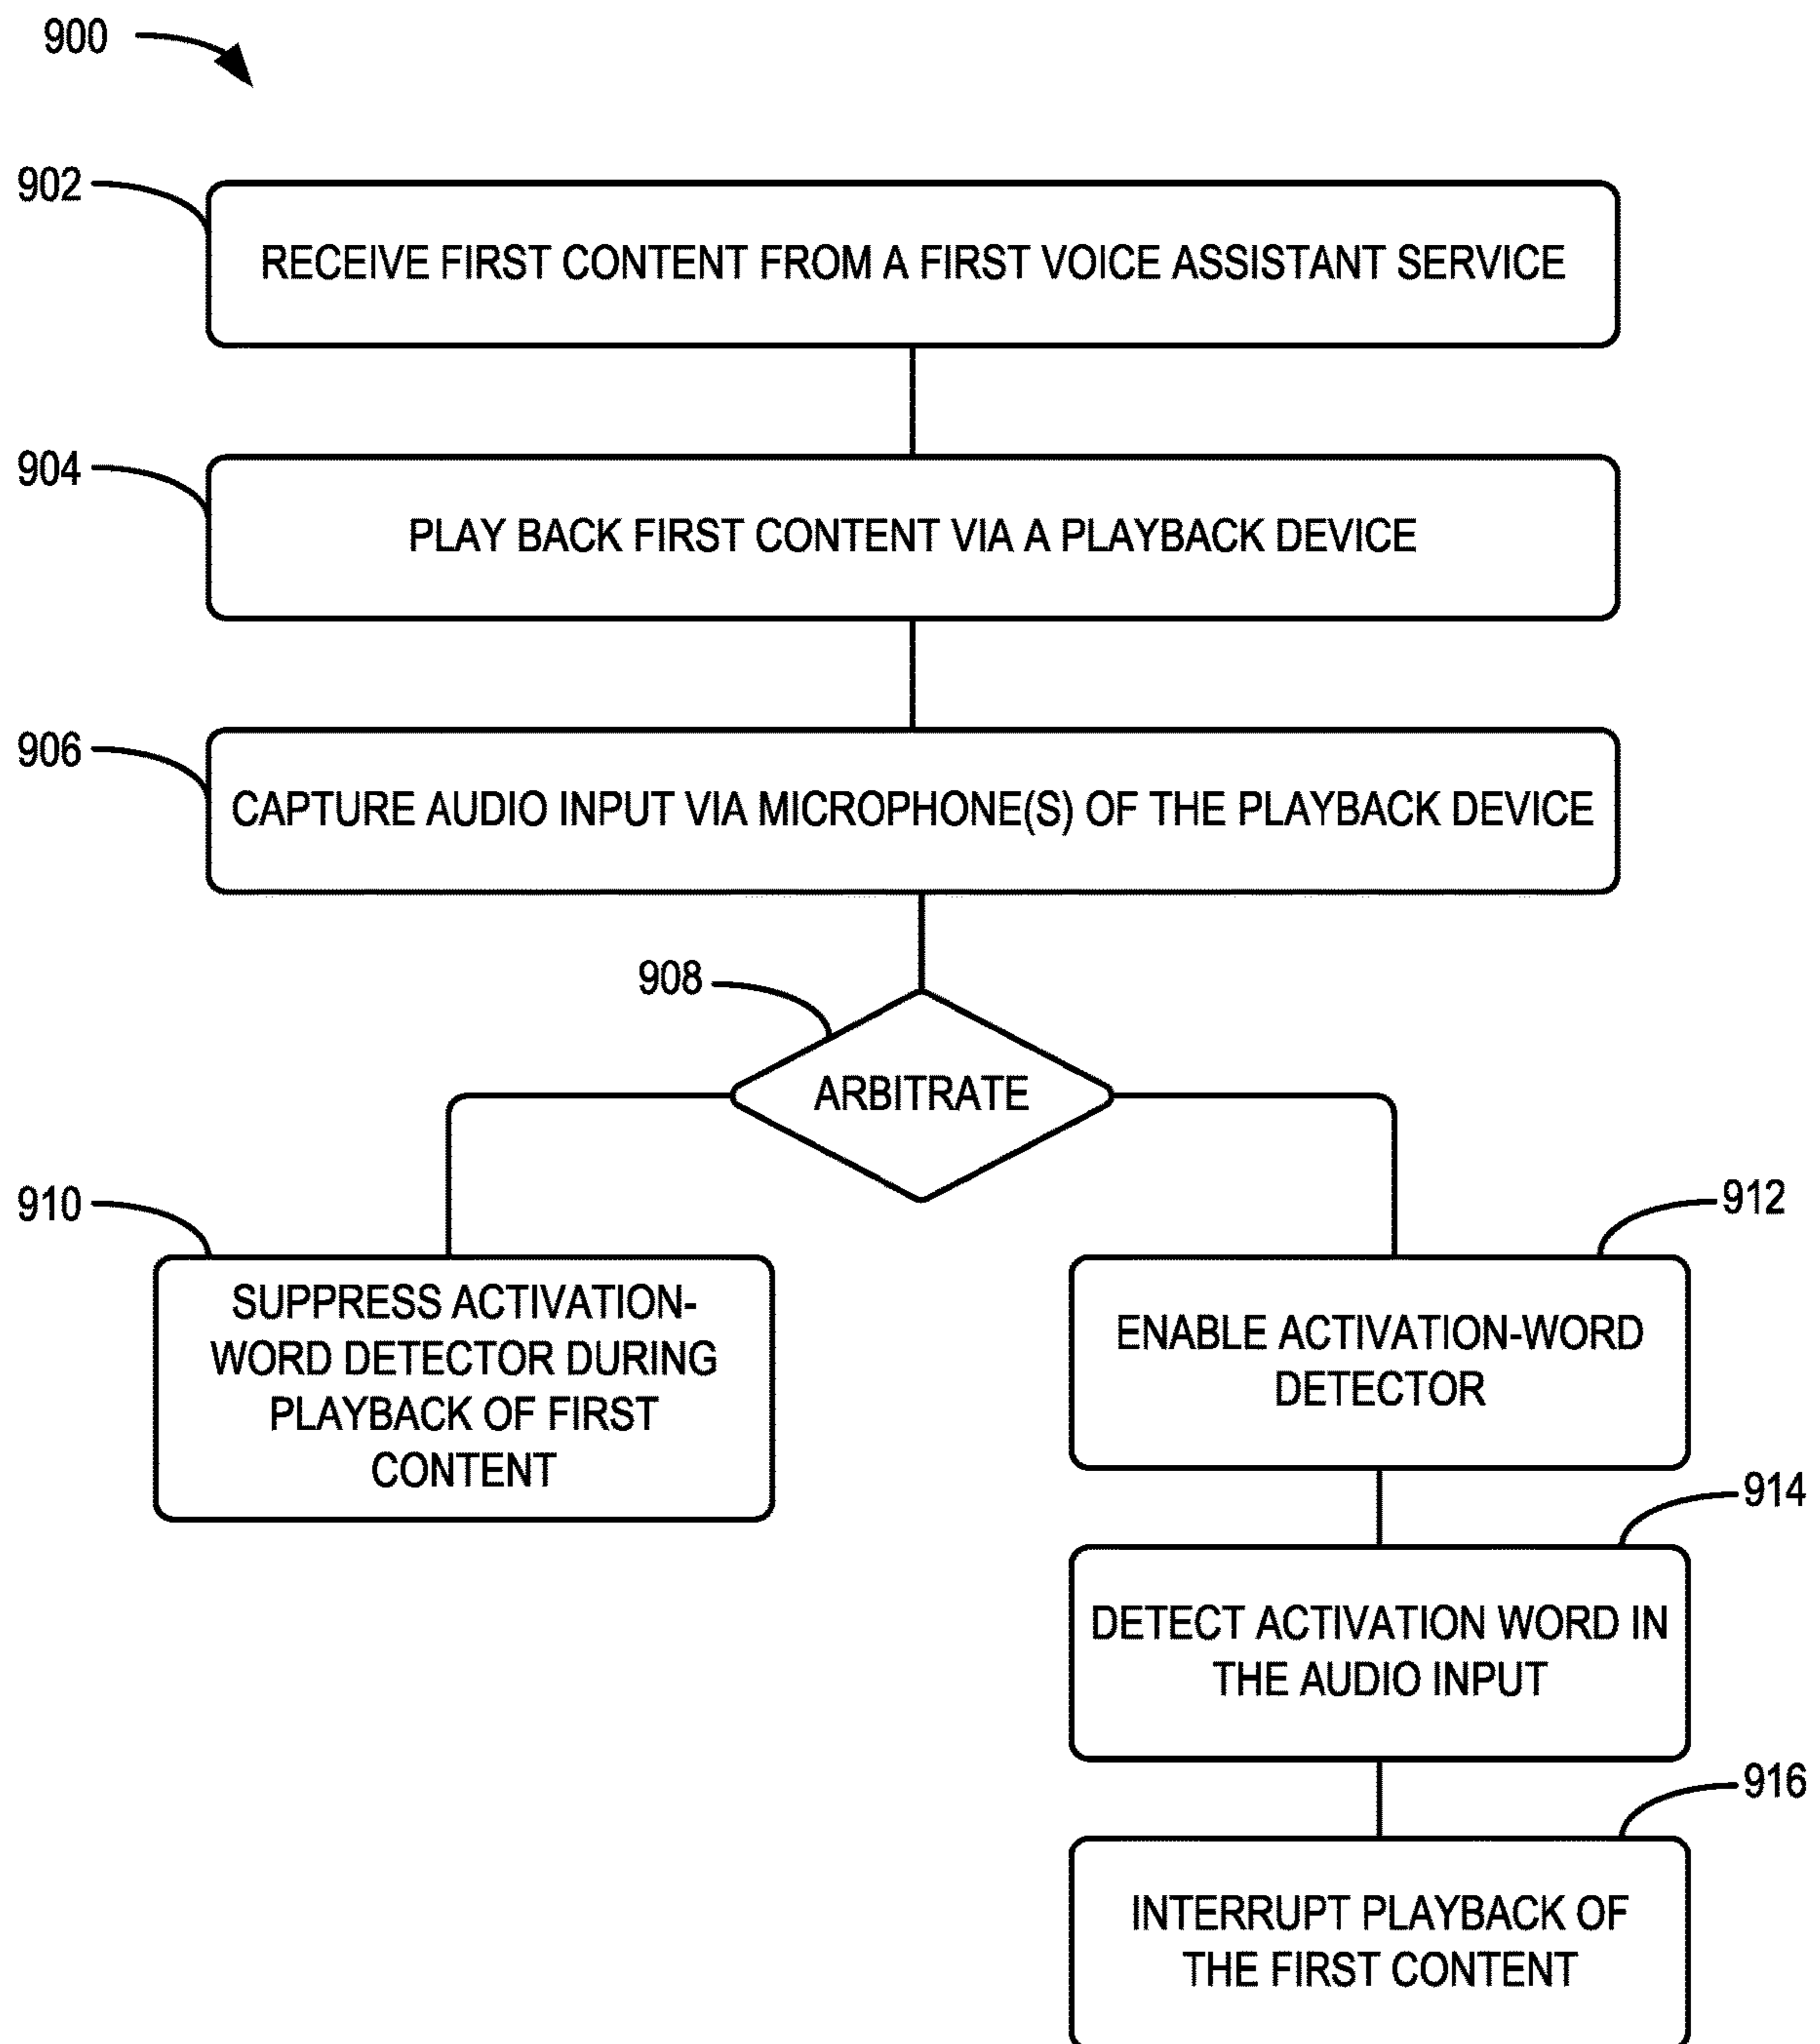 900
902
RECEIVE FIRST CONTENT FROM A FIRST VOICE ASSISTANT SERVICE
904
PLAY BACK FIRST CONTENT VIA A PLAYBACK DEVICE
906
CAPTURE AUDIO INPUT VIA MICROPHONE(S) OF THE PLAYBACK DEVICE
908
ARBITRATE
910
SUPPRESS ACTIVATION-
WORD DETECTOR DURING
PLAYBACK OF FIRST
CONTENT
912
ENABLE ACTIVATION-WORD
DETECTOR
914
DETECT ACTIVATION WORD IN
THE AUDIO INPUT
916
INTERRUPT PLAYBACK OF
THE FIRST CONTENT